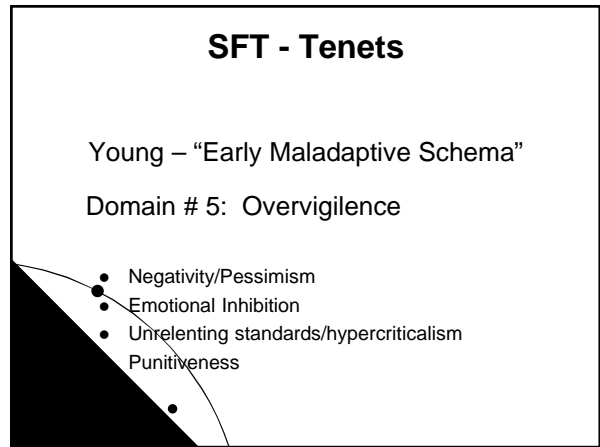 SFT - Tenets
Young – “Early Maladaptive Schema”
Domain # 5: Overvigilence
● Negativity/Pessimism
● Emotional Inhibition
● Unrelenting standards/hypercriticalism
Punitiveness